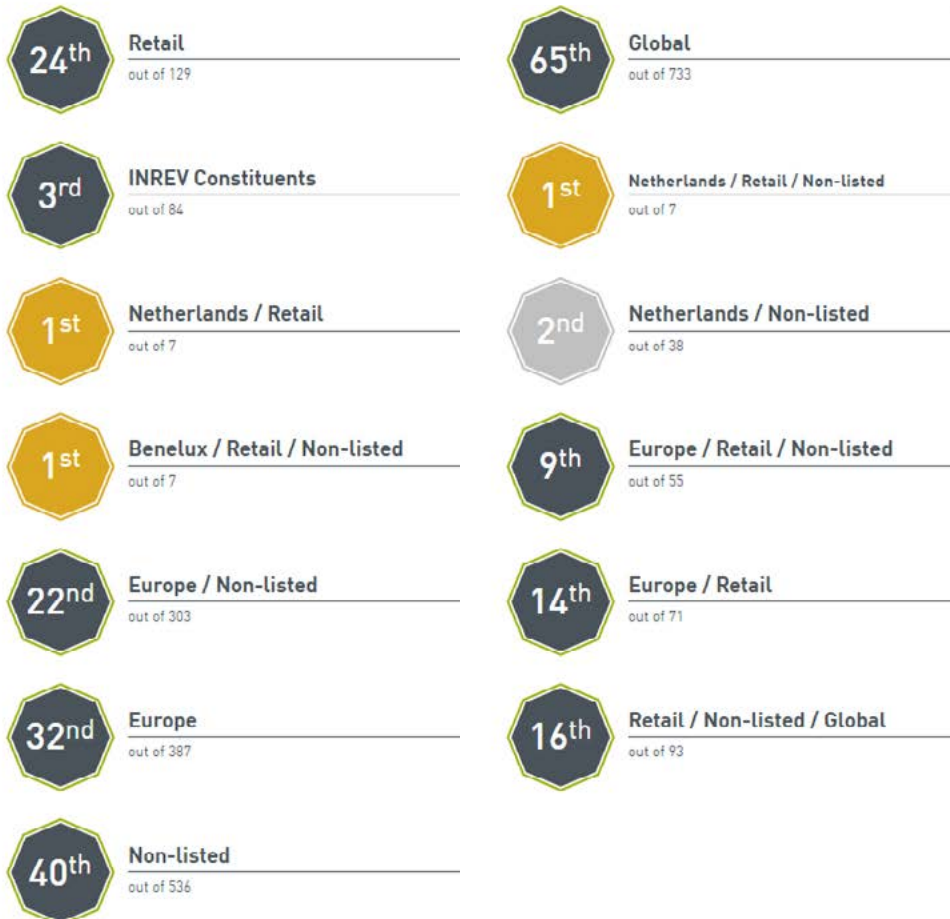 24th
Retail
out of 129
65th
Global
out of 733
3rd
INREV Constituents
out of 84
1st
Netherlands / Retail / Non-listed
out of 7
1st
Netherlands / Retail
out of 7
2nd
Netherlands / Non-listed
out of 38
1st
Benelux / Retail / Non-listed
out of 7
9th
Europe / Retail / Non-listed
out of 55
22nd
Europe / Non-listed
out of 303
14th
Europe / Retail
out of 71
32nd
Europe
out of 387
16th
Retail / Non-listed / Global
out of 93
40th
Non-listed
out of 536